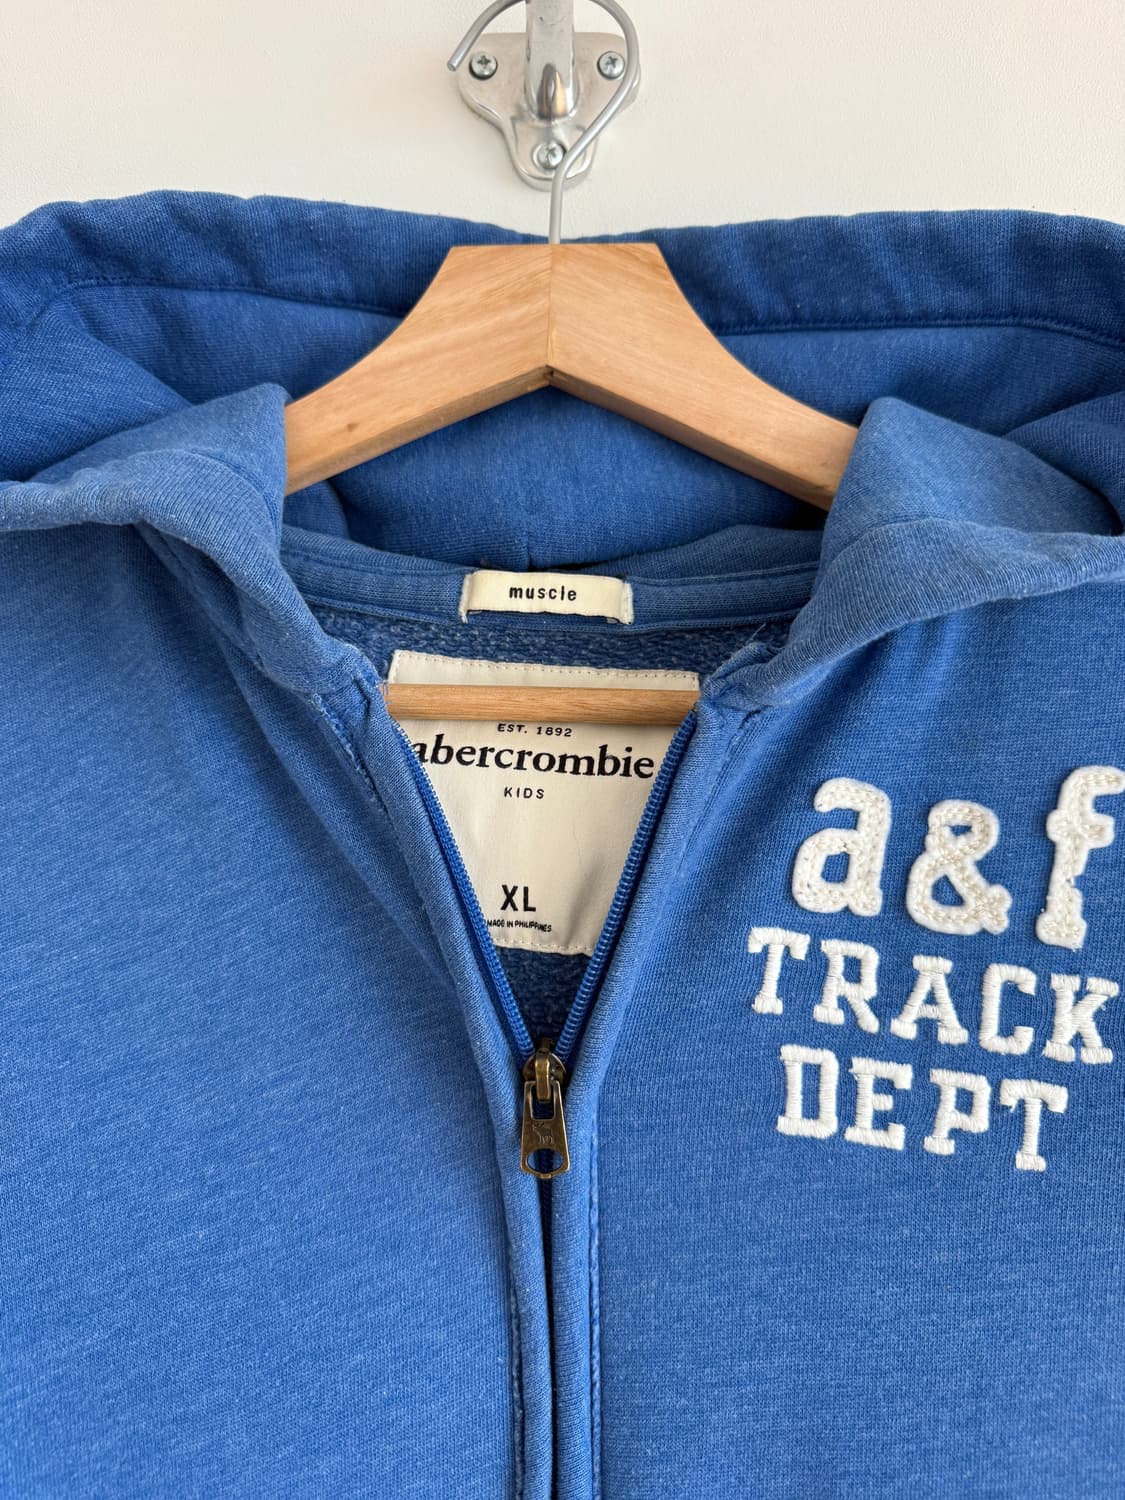 muscle
EST. 1892
abercrombie
KIDS
XL
MADE IN PHILIPPINES
a&f
TRACK
DEPT